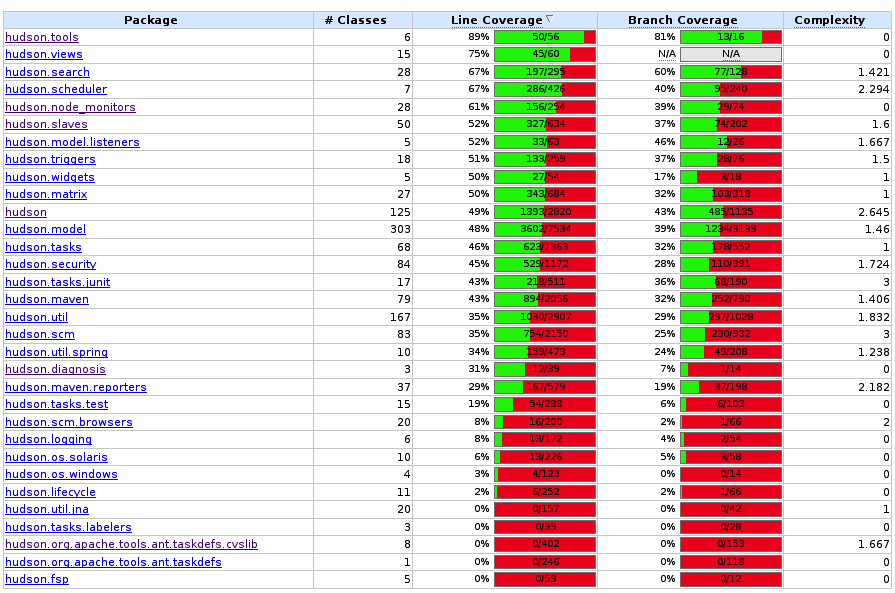 Package # Classes Line Coverage Branch Coverage Complexity
hudson.tools 6 89% 50/56 81% 13/16 0
hudson.views 15 75% 45/60 N/A N/A 0
hudson.search 28 67% 197/295 60% 77/128 1.421
hudson.scheduler 7 67% 286/426 40% 95/240 2.294
hudson.node_monitors 28 61% 156/254 39% 29/74 0
hudson.slaves 50 52% 327/634 37% 74/202 1.6
hudson.model.listeners 5 52% 33/63 46% 12/26 1.667
hudson.triggers 18 51% 133/259 37% 28/76 1.5
hudson.widgets 5 50% 27/54 17% 3/18 1
hudson.matrix 27 50% 343/684 32% 103/318 1
hudson 125 49% 1393/2820 43% 485/1135 2.645
hudson.model 303 48% 3602/7534 39% 1234/3139 1.46
hudson.tasks 68 46% 623/1363 32% 178/552 1
hudson.security 84 45% 529/1172 28% 110/391 1.724
hudson.tasks.junit 17 43% 218/511 36% 68/190 3
hudson.maven 79 43% 894/2056 32% 252/790 1.406
hudson.util 167 35% 1030/2907 29% 297/1028 1.832
hudson.scm 83 35% 754/2150 25% 230/932 3
hudson.util.spring 10 34% 159/473 24% 49/208 1.238
hudson.diagnosis 3 31% 12/39 7% 1/14 0
hudson.maven.reporters 37 29% 167/579 19% 37/198 2.182
hudson.tasks.test 15 19% 54/288 6% 6/103 0
hudson.scm.browsers 20 8% 16/200 2% 1/66 2
hudson.logging 6 8% 13/172 4% 2/54 0
hudson.os.solaris 10 6% 13/226 5% 3/58 0
hudson.os.windows 4 3% 4/123 0% 0/14 0
hudson.lifecycle 11 2% 6/252 2% 1/66 0
hudson.util.jna 20 0% 0/157 0% 0/42 1
hudson.tasks.labelers 3 0% 0/39 0% 0/28 0
hudson.org.apache.tools.ant.taskdefs.cvslib 8 0% 0/402 0% 0/153 1.667
hudson.org.apache.tools.ant.taskdefs 1 0% 0/246 0% 0/118 0
hudson.fsp 5 0% 0/59 0% 0/12 0